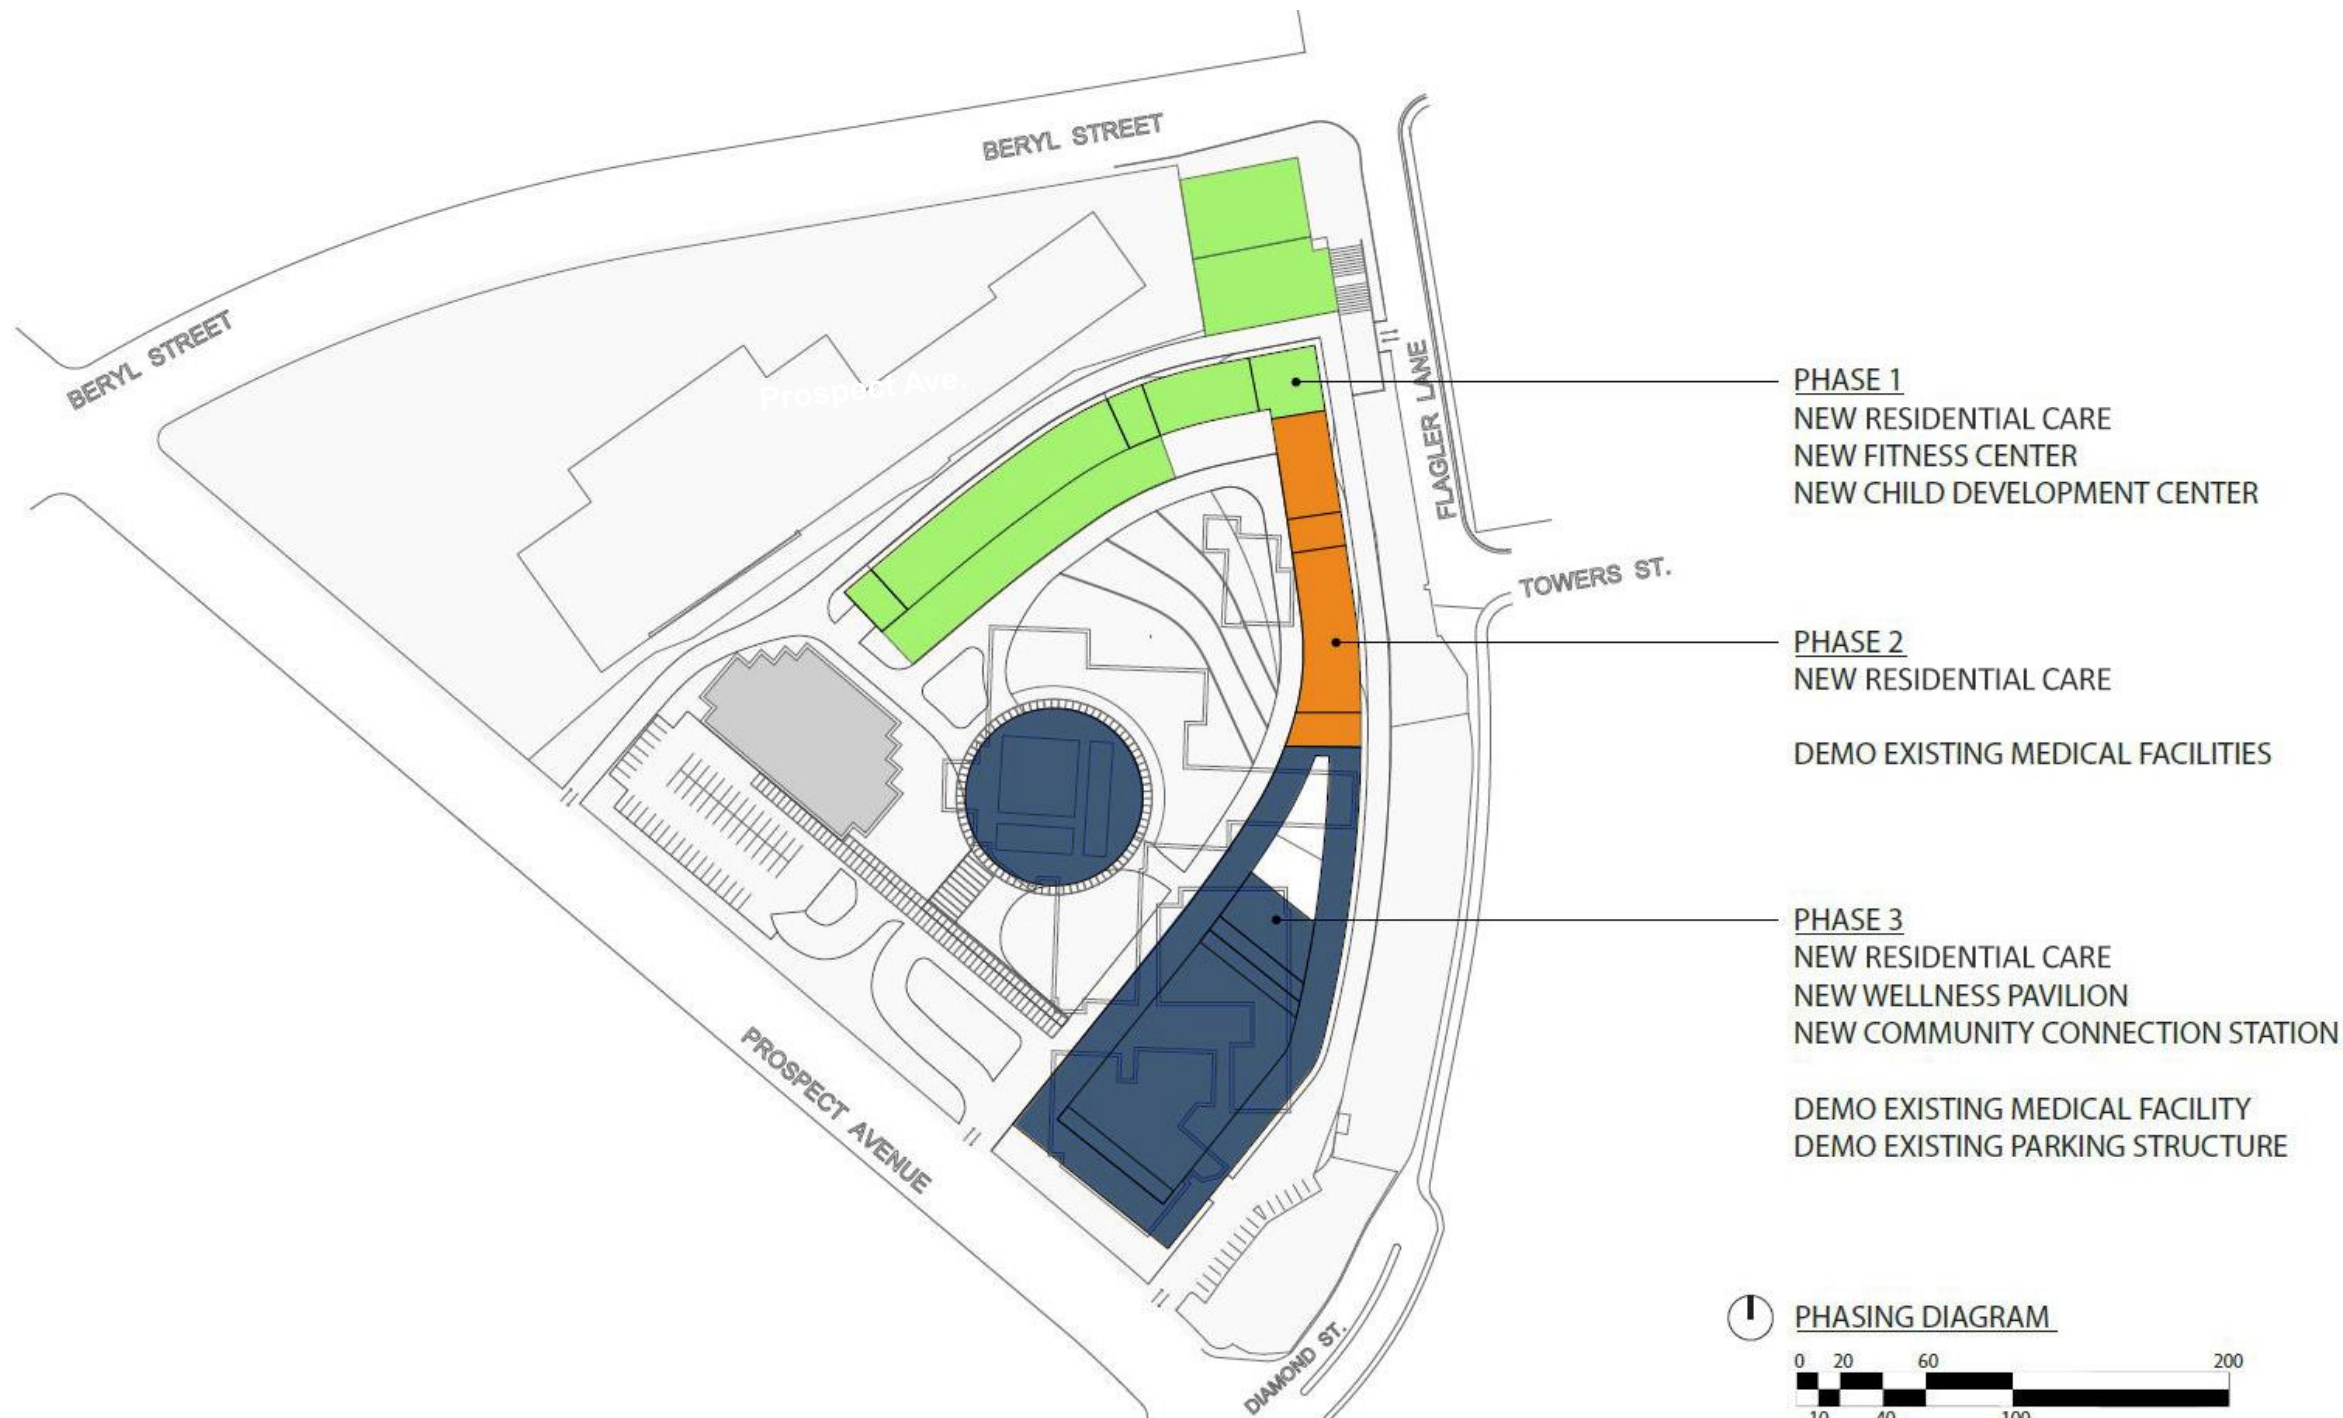 BERYL STREET
BERYL STREET
Prospect Ave.
FLAGLER LANE
TOWERS ST.
PROSPECT AVENUE
DIAMOND ST.
PHASE 1
NEW RESIDENTIAL CARE
NEW FITNESS CENTER
NEW CHILD DEVELOPMENT CENTER
PHASE 2
NEW RESIDENTIAL CARE
DEMO EXISTING MEDICAL FACILITIES
PHASE 3
NEW RESIDENTIAL CARE
NEW WELLNESS PAVILION
NEW COMMUNITY CONNECTION STATION
DEMO EXISTING MEDICAL FACILITY
DEMO EXISTING PARKING STRUCTURE
PHASING DIAGRAM
0 20 60 200
10 40 100